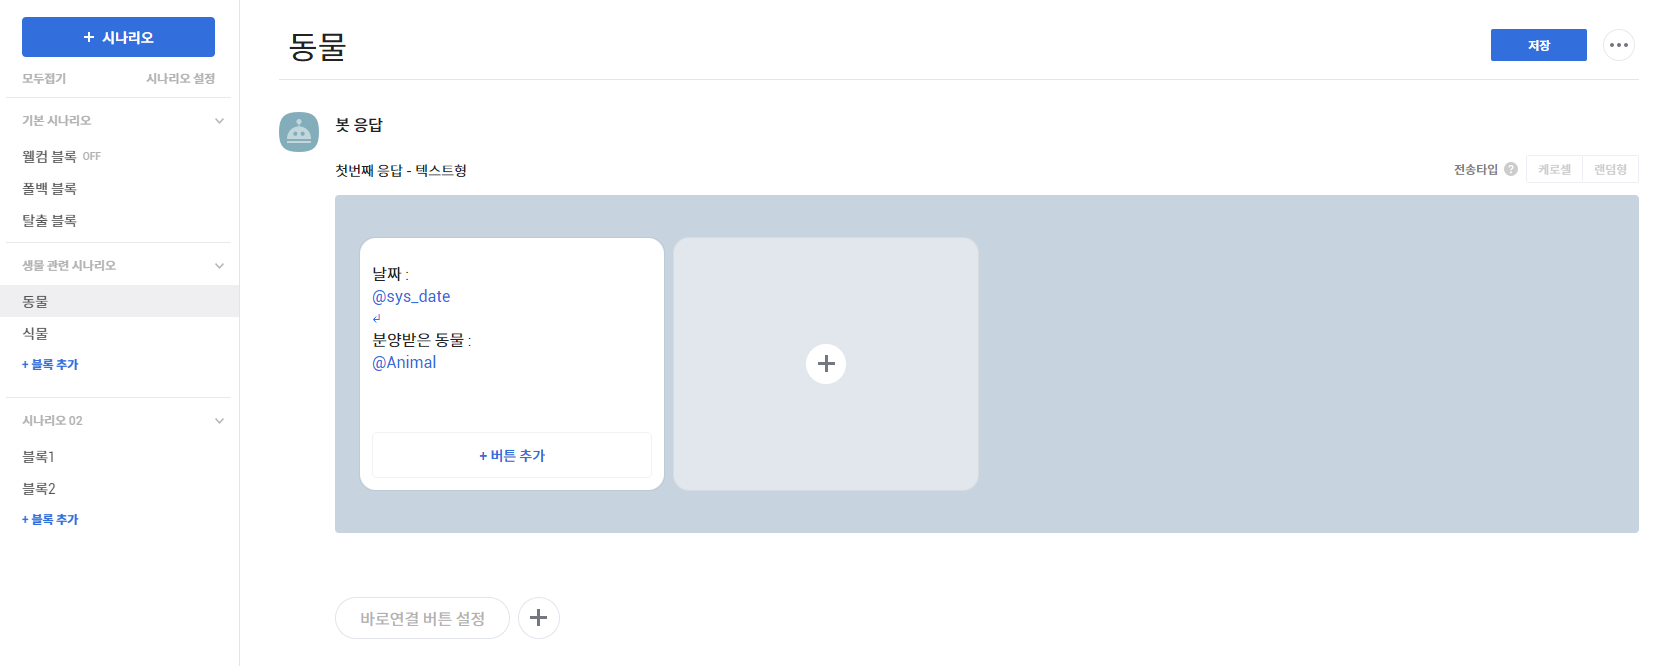 + 시나리오
모두접기 시나리오 설정
기본 시나리오
웰컴 블록 OFF
폴백 블록
탈출 블록
생물 관련 시나리오
동물
식물
+ 블록 추가
시나리오 02
블록1
블록2
+ 블록 추가
동물
저장
봇 응답
첫번째 응답 - 텍스트형
전송타입 ? 케로셀 랜덤형
날짜 :
@sys_date
↵
분양받은 동물 :
@Animal
+ 버튼 추가
바로연결 버튼 설정